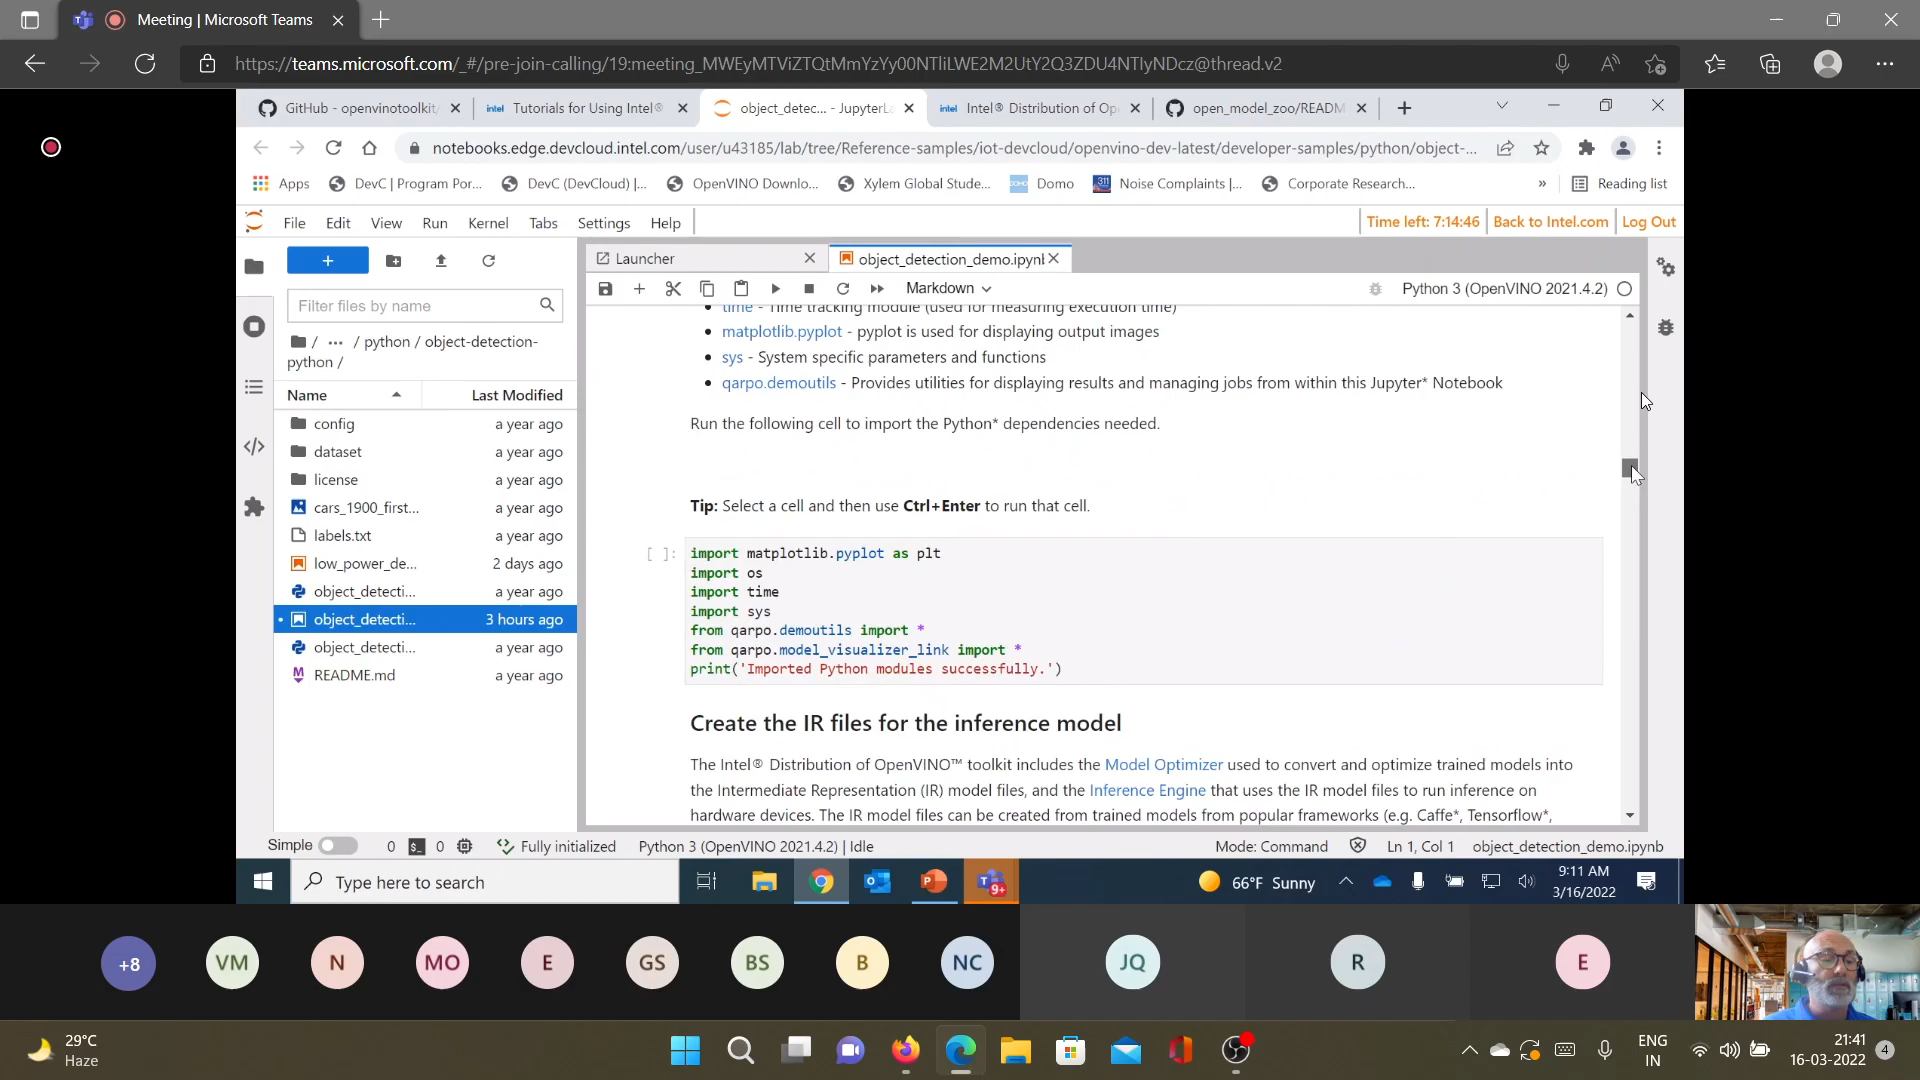 Meeting | Microsoft Teams
https://teams.microsoft.com/_#/pre-join-calling/19:meeting_MWEyMTViZTQtMmYzYy00NTliLWE2M2UtY2Q3ZDU4NTIyNDcz@thread.v2
GitHub - openvinotoolkit/
Tutorials for Using Intel®
object_detec... - JupyterL
Intel® Distribution of Op
open_model_zoo/READM
notebooks.edge.devcloud.intel.com/user/u43185/lab/tree/Reference-samples/iot-devcloud/openvino-dev-latest/developer-samples/python/object-...
Apps
DevC | Program Por...
DevC (DevCloud) |...
OpenVINO Downlo...
Xylem Global Stude...
Domo
Noise Complaints |...
Corporate Research...
»
Reading list
File Edit View Run Kernel Tabs Settings Help
Time left: 7:14:46 Back to Intel.com Log Out
Launcher
object_detection_demo.ipynl
Markdown
Python 3 (OpenVINO 2021.4.2)
Filter files by name
/ ... / python / object-detection-python /
Name Last Modified
config a year ago
dataset a year ago
license a year ago
cars_1900_first... a year ago
labels.txt a year ago
low_power_de... 2 days ago
object_detecti... a year ago
object_detecti... 3 hours ago
object_detecti... a year ago
README.md a year ago
time - Time tracking module (used for measuring execution time)
matplotlib.pyplot - pyplot is used for displaying output images
sys - System specific parameters and functions
qarpo.demoutils - Provides utilities for displaying results and managing jobs from within this Jupyter* Notebook
Run the following cell to import the Python* dependencies needed.
Tip: Select a cell and then use Ctrl+Enter to run that cell.
[ ]:
import matplotlib.pyplot as plt
import os
import time
import sys
from qarpo.demoutils import *
from qarpo.model_visualizer_link import *
print('Imported Python modules successfully.')
Create the IR files for the inference model
The Intel® Distribution of OpenVINO™ toolkit includes the Model Optimizer used to convert and optimize trained models into
the Intermediate Representation (IR) model files, and the Inference Engine that uses the IR model files to run inference on
hardware devices. The IR model files can be created from trained models from popular frameworks (e.g. Caffe*, Tensorflow*,
Simple 0 0 Fully initialized Python 3 (OpenVINO 2021.4.2) | Idle Mode: Command Ln 1, Col 1 object_detection_demo.ipynb
Type here to search
9+
66°F Sunny
9:11 AM
3/16/2022
+8 VM N MO E GS BS B NC JQ R E
29°C
Haze
ENG
IN
21:41
16-03-2022
4